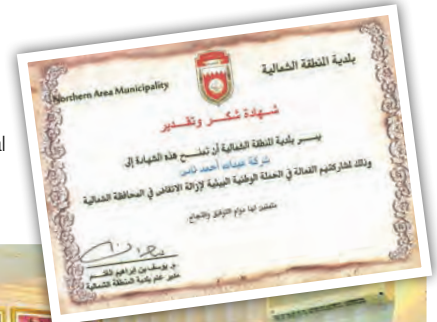 al
Northern Area Municipality
بلدية المنطقة الشمالية
شهادة شكر وتقدير
يسر بلدية المنطقة الشمالية أن تمنح هذه الشهادة إلى
شركة عبدالله أحمد ناس
وذلك لمشاركتهم الفعالة في الحملة الوطنية البيئية لإزالة الأنقاض في المحافظة الشمالية
متمنين لها دوام التوفيق والنجاح
د. يوسف بن إبراهيم الغتم
مدير عام بلدية المنطقة الشمالية